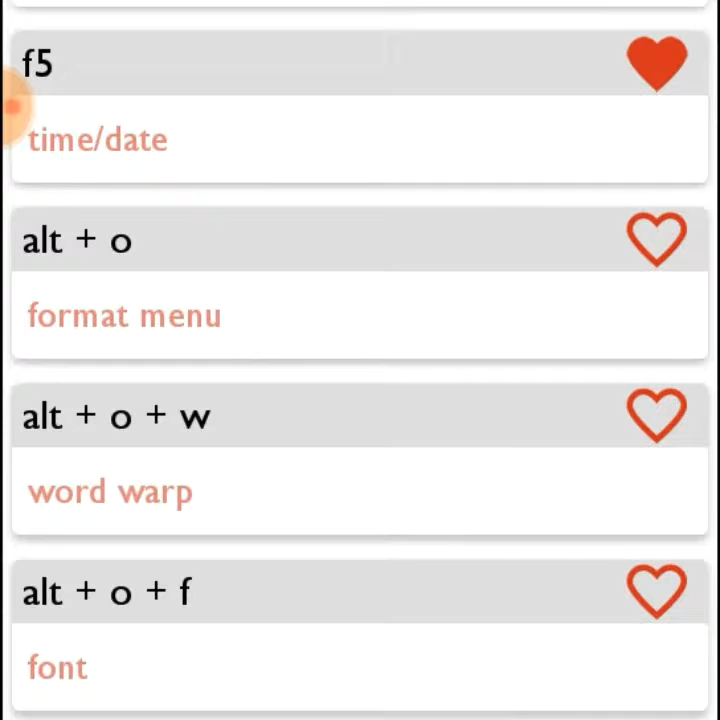 f5
time/date
alt + o
format menu
alt + o + w
word warp
alt + o + f
font